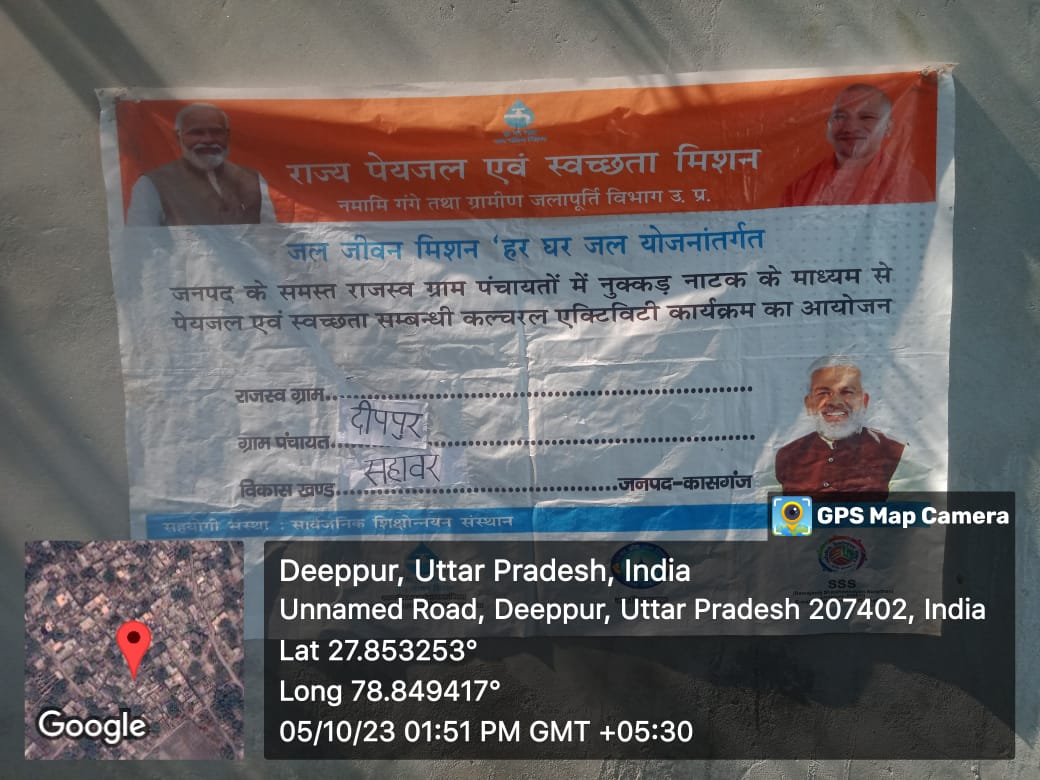 राज्य पेयजल एवं स्वच्छता मिशन
नमामि गंगे तथा ग्रामीण जलापूर्ति विभाग उ. प्र.
जल जीवन मिशन ‘हर घर जल योजनांतर्गत
जनपद के समस्त राजस्व ग्राम पंचायतों में नुक्कड़ नाटक के माध्यम से
पेयजल एवं स्वच्छता सम्बन्धी कल्चरल एक्टिविटी कार्यक्रम का आयोजन
राजस्व ग्राम
दीपपुर
ग्राम पंचायत
सहावर
विकास खण्ड जनपद-कासगंज
सहयोगी संस्था : सार्वजनिक शिक्षोन्नयन संस्थान
SSS
GPS Map Camera
Deeppur, Uttar Pradesh, India
Unnamed Road, Deeppur, Uttar Pradesh 207402, India
Lat 27.853253°
Long 78.849417°
05/10/23 01:51 PM GMT +05:30
Google